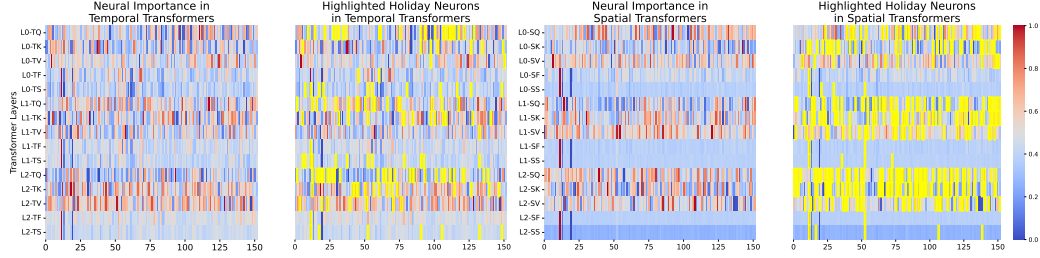 Neural Importance in
Temporal Transformers
Highlighted Holiday Neurons
in Temporal Transformers
Neural Importance in
Spatial Transformers
Highlighted Holiday Neurons
in Spatial Transformers
Transformer Layers
L0-TQ
L0-TK
L0-TV
L0-TF
L0-TS
L1-TQ
L1-TK
L1-TV
L1-TF
L1-TS
L2-TQ
L2-TK
L2-TV
L2-TF
L2-TS
0 25 50 75 100 125 150
0 25 50 75 100 125 150
L0-SQ
L0-SK
L0-SV
L0-SF
L0-SS
L1-SQ
L1-SK
L1-SV
L1-SF
L1-SS
L2-SQ
L2-SK
L2-SV
L2-SF
L2-SS
0 25 50 75 100 125 150
0 25 50 75 100 125 150
1.0
0.8
0.6
0.4
0.2
0.0